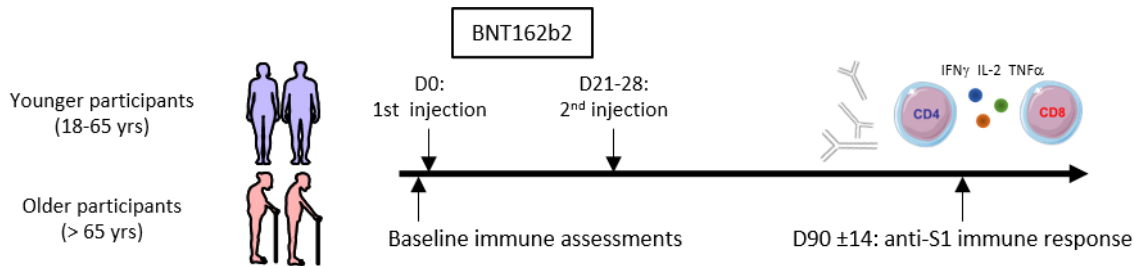 BNT162b2
Younger participants
(18-65 yrs)
D0:
1st injection
D21-28:
2nd injection
IFNγ IL-2 TNFα
CD4
CD8
Older participants
(> 65 yrs)
Baseline immune assessments
D90 ±14: anti-S1 immune response